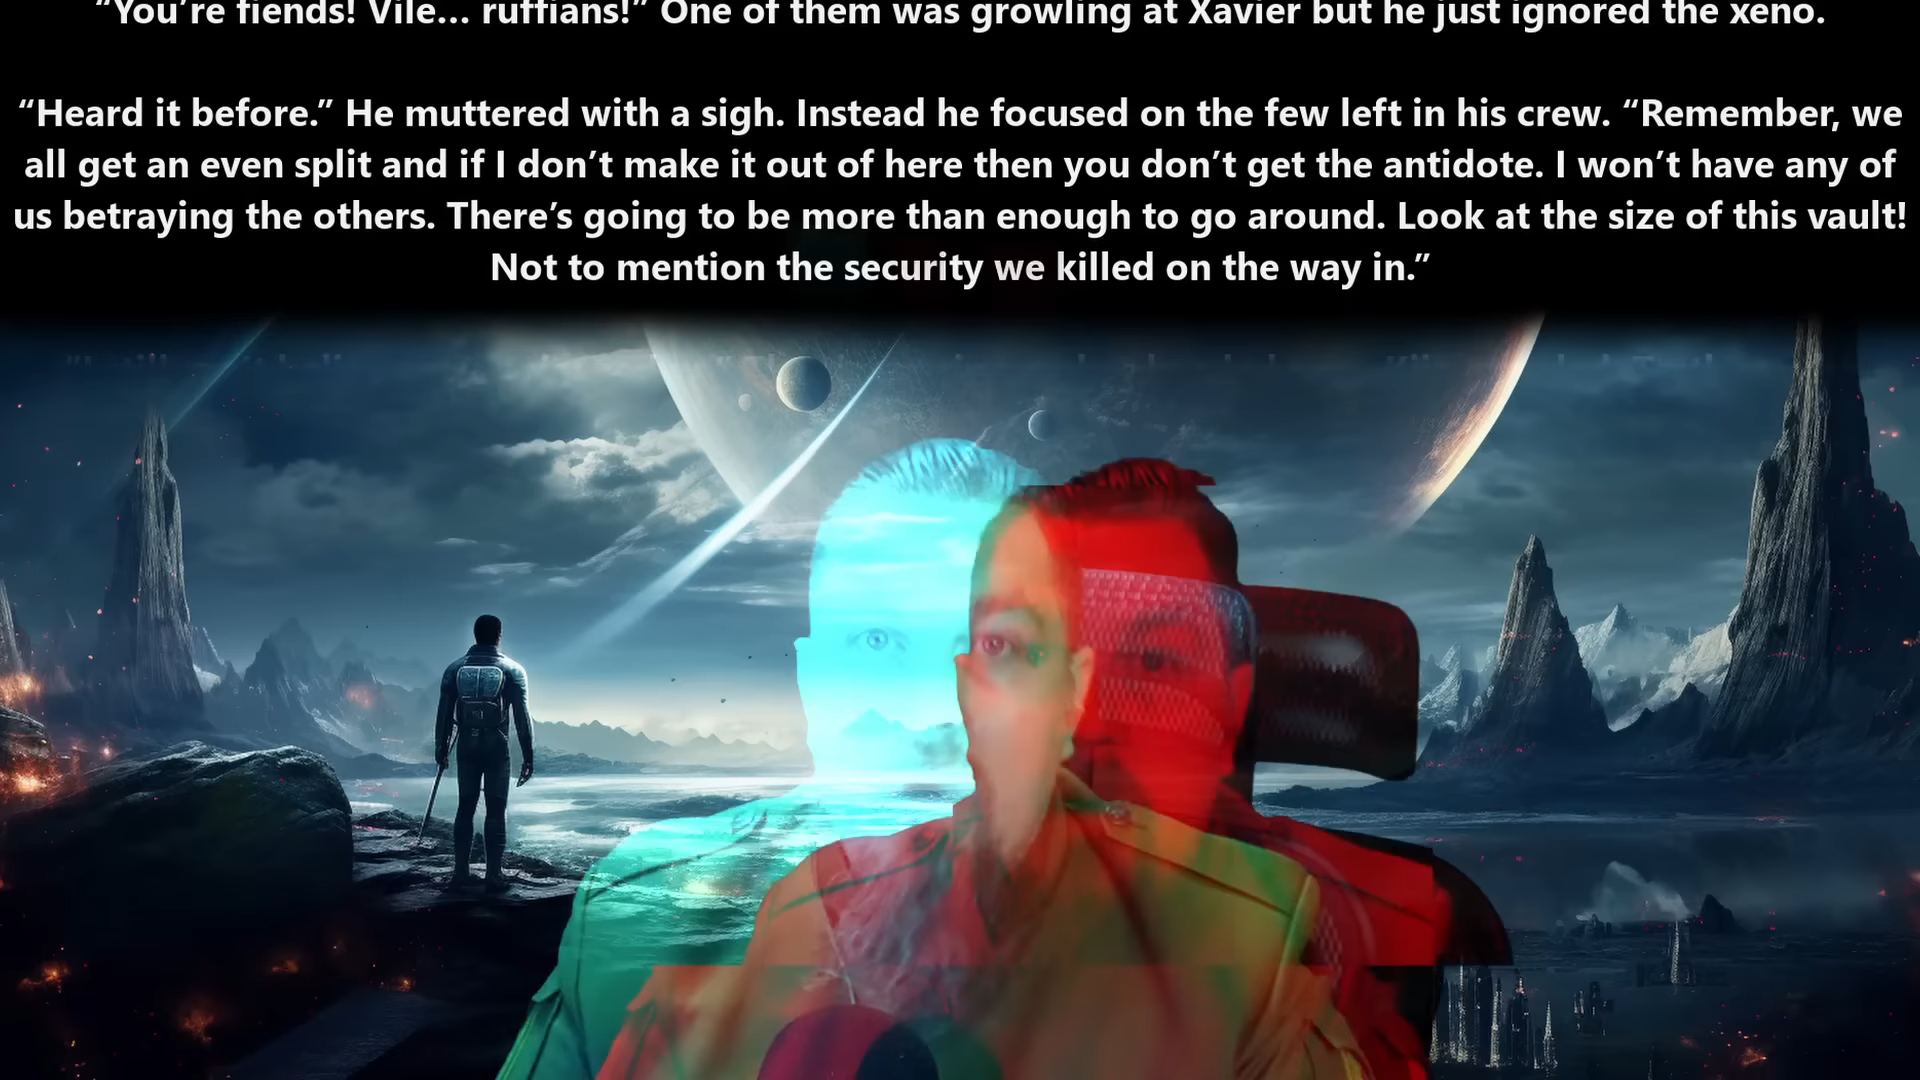 “You’re fiends! Vile... ruffians!” One of them was growling at Xavier but he just ignored the xeno.
“Heard it before.” He muttered with a sigh. Instead he focused on the few left in his crew. “Remember, we
all get an even split and if I don’t make it out of here then you don’t get the antidote. I won’t have any of
us betraying the others. There’s going to be more than enough to go around. Look at the size of this vault!
Not to mention the security we killed on the way in.”